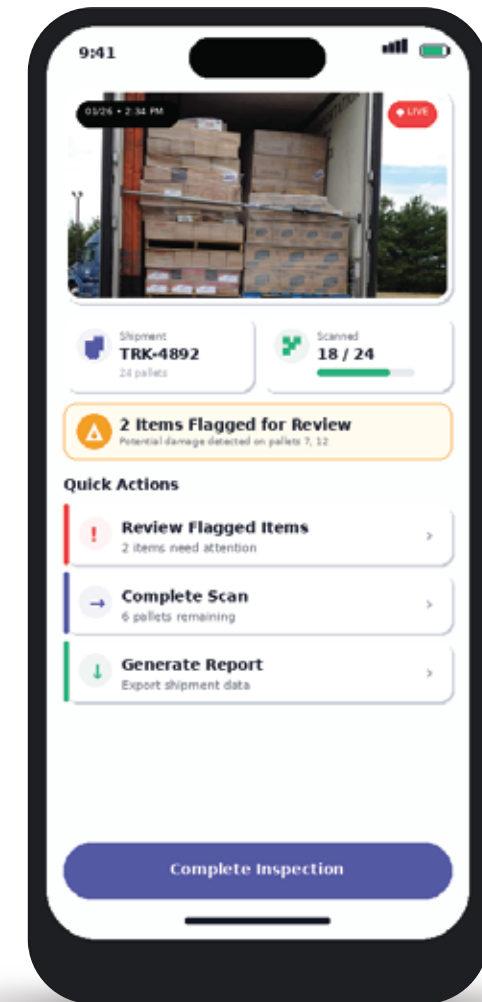 9:41
01/26 • 2:34 PM
LIVE
Shipment
TRK-4892
24 pallets
Scanned
18 / 24
2 Items Flagged for Review
Potential damage detected on pallets 7, 12
Quick Actions
Review Flagged Items
2 items need attention
Complete Scan
6 pallets remaining
Generate Report
Export shipment data
Complete Inspection